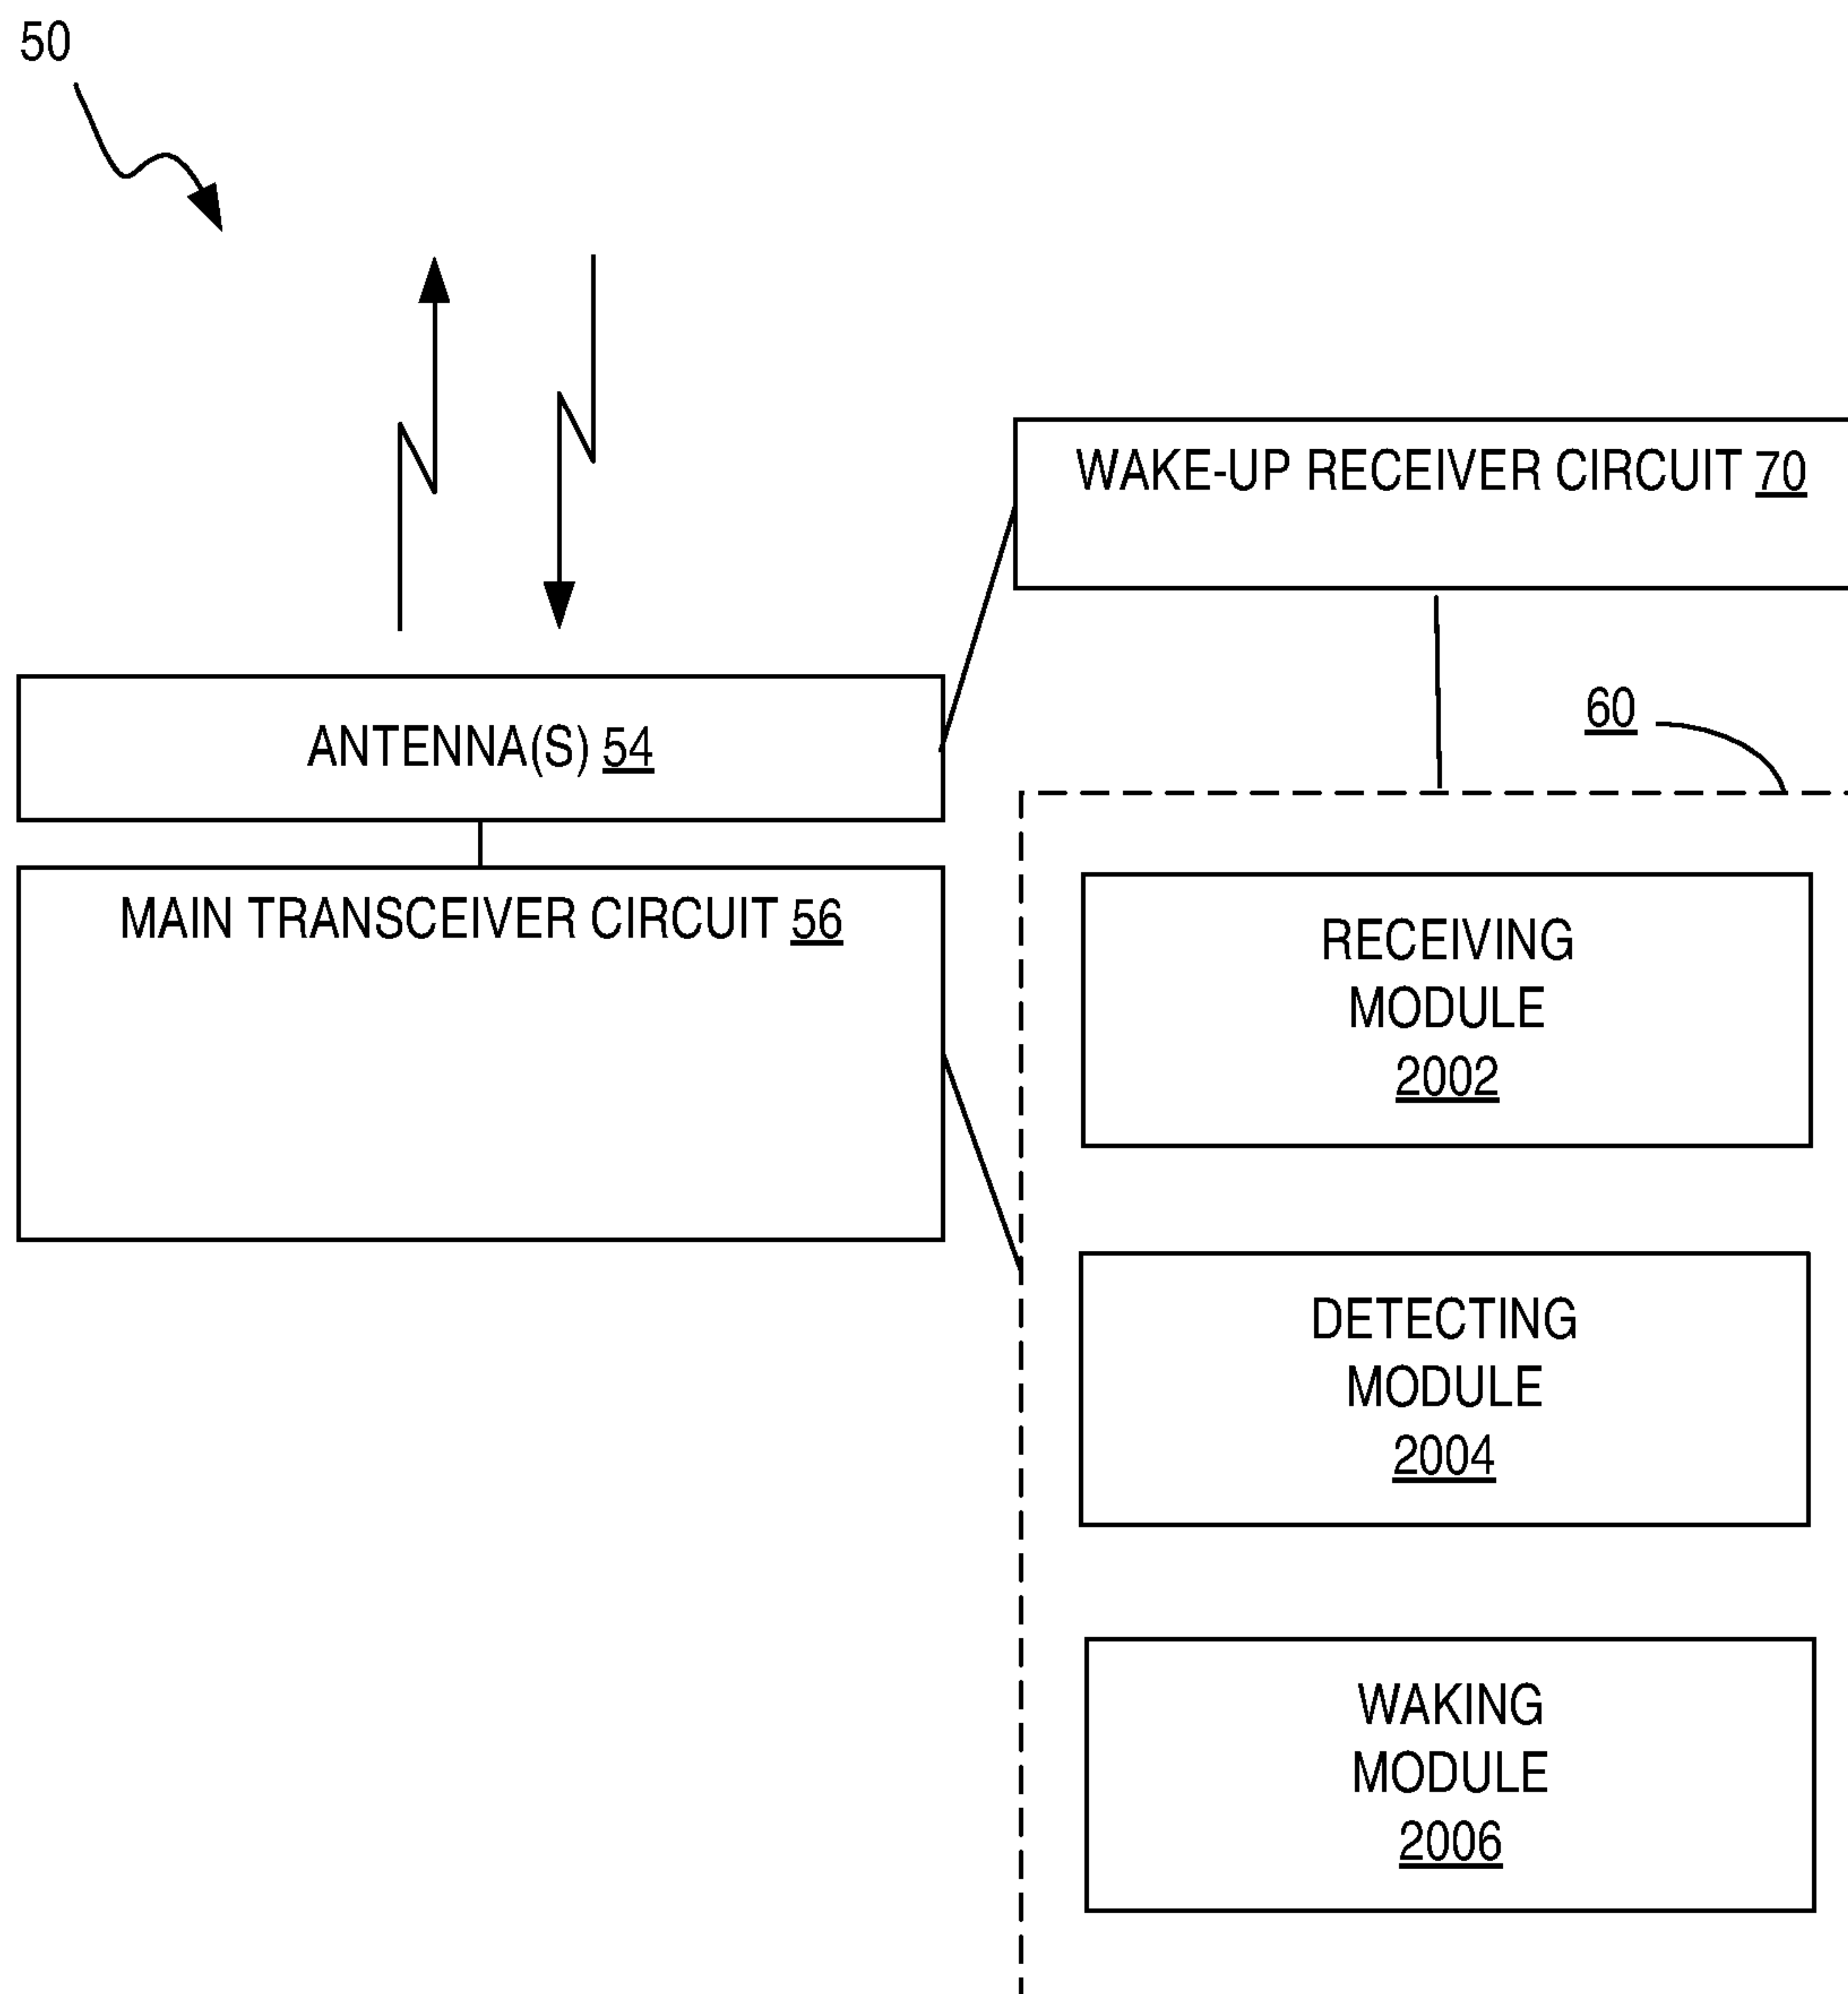 50
WAKE-UP RECEIVER CIRCUIT 70
60
ANTENNA(S) 54
MAIN TRANSCEIVER CIRCUIT 56
RECEIVING
MODULE
2002
DETECTING
MODULE
2004
WAKING
MODULE
2006